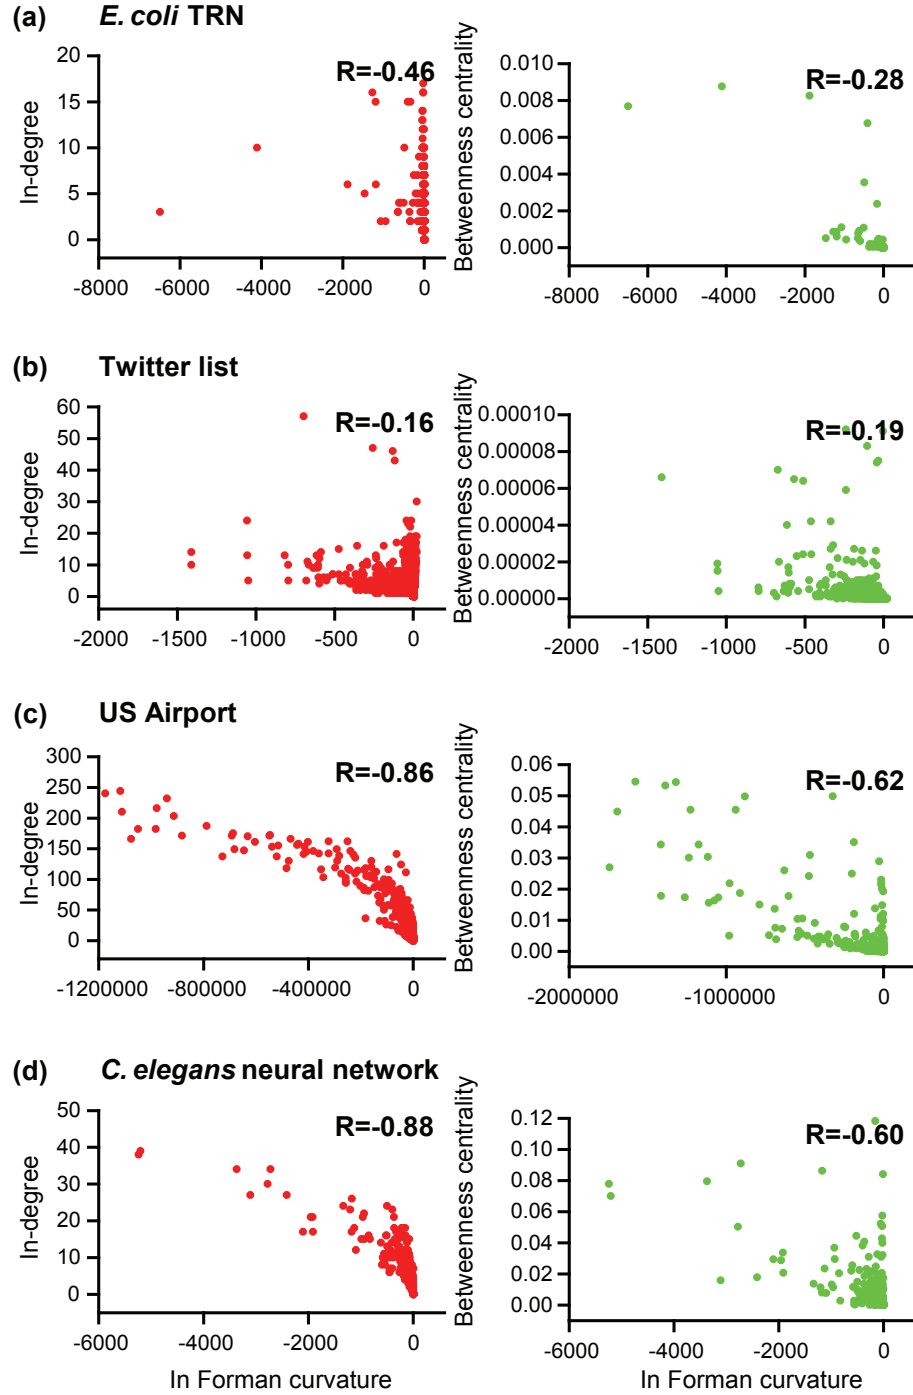 (a) E. coli TRN
R=-0.46
In-degree
20
15
10
5
0
-8000 -6000 -4000 -2000 0
R=-0.28
Betweenness centrality
0.010
0.008
0.006
0.004
0.002
0.000
-8000 -6000 -4000 -2000 0
(b) Twitter list
R=-0.16
In-degree
60
50
40
30
20
10
0
-2000 -1500 -1000 -500 0
R=-0.19
Betweenness centrality
0.00010
0.00008
0.00006
0.00004
0.00002
0.00000
-2000 -1500 -1000 -500 0
(c) US Airport
R=-0.86
In-degree
300
250
200
150
100
50
0
-1200000 -800000 -400000 0
R=-0.62
Betweenness centrality
0.06
0.05
0.04
0.03
0.02
0.01
0.00
-2000000 -1000000 0
(d) C. elegans neural network
R=-0.88
In-degree
50
40
30
20
10
0
-6000 -4000 -2000 0
In Forman curvature
R=-0.60
Betweenness centrality
0.12
0.10
0.08
0.06
0.04
0.02
0.00
-6000 -4000 -2000 0
In Forman curvature